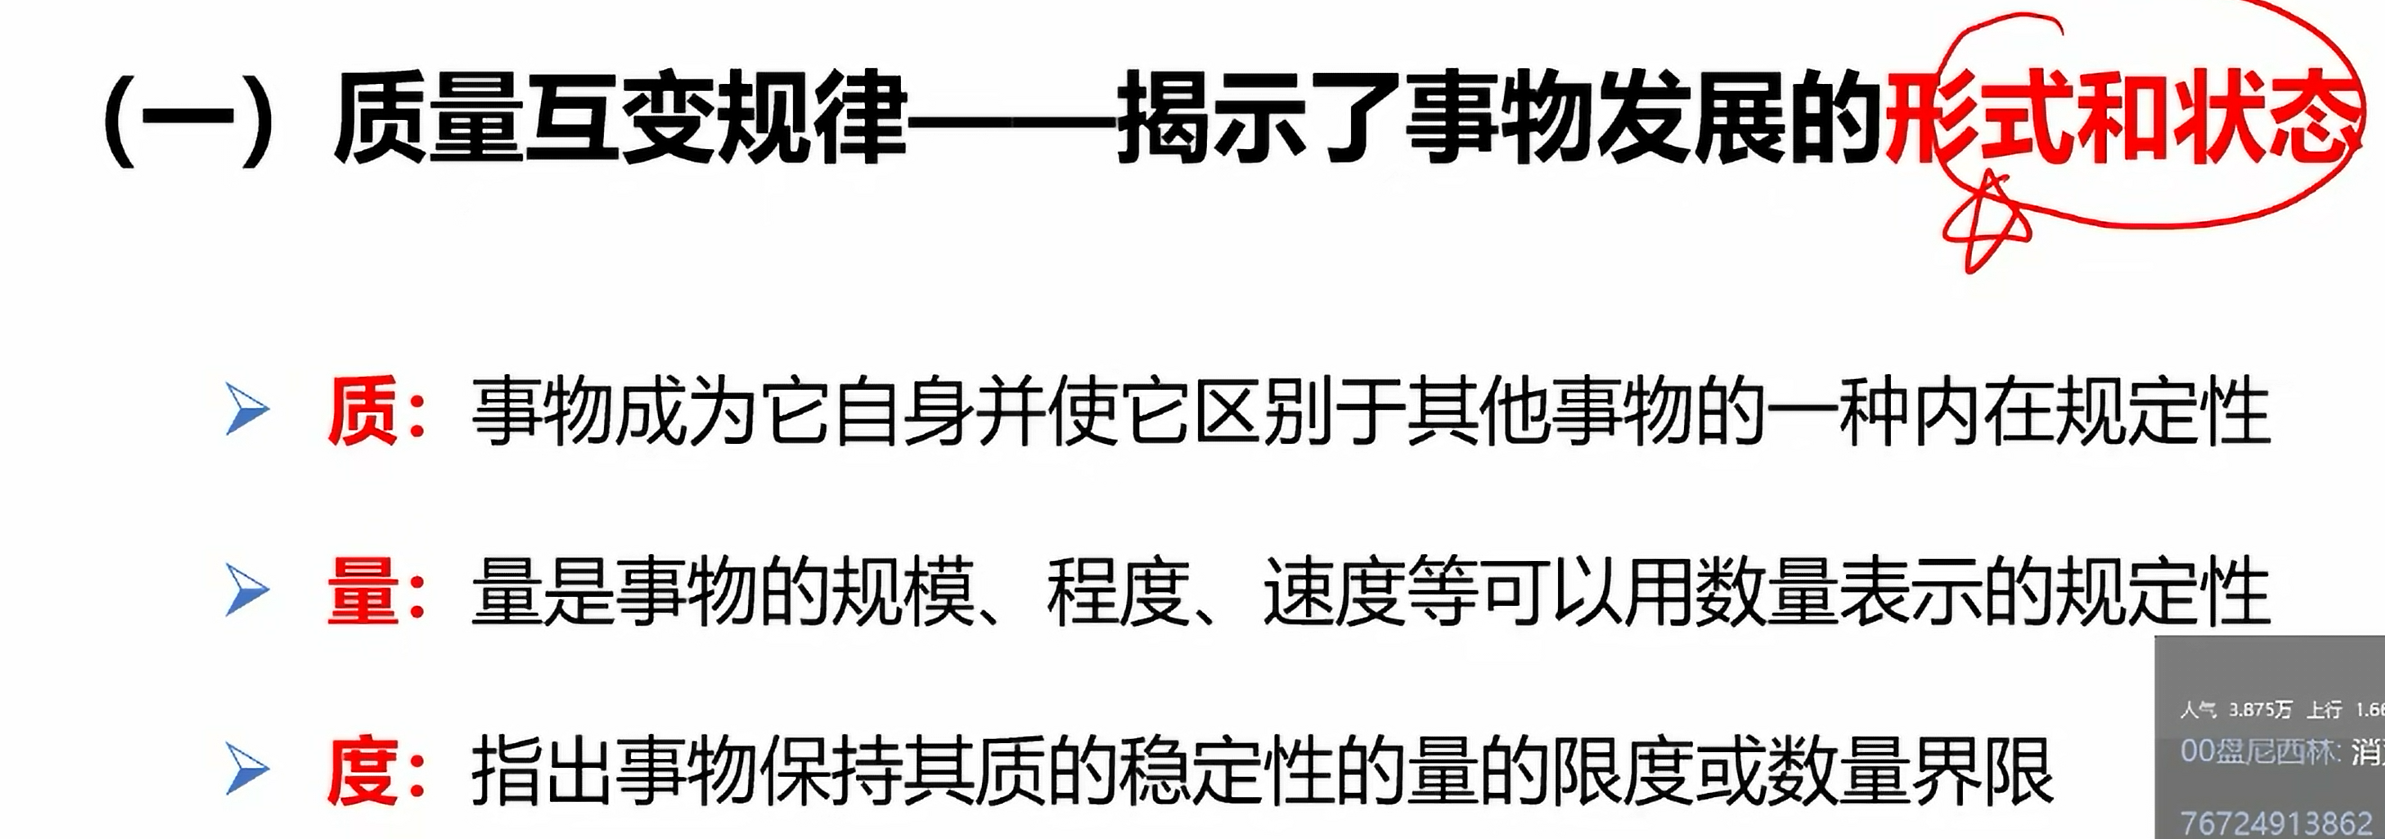 （一）质量互变规律——揭示了事物发展的形式和状态
质：事物成为它自身并使它区别于其他事物的一种内在规定性
量：量是事物的规模、程度、速度等可以用数量表示的规定性
度：指出事物保持其质的稳定性的量的限度或数量界限
人气 3.875万 上行 1.66
00盘尼西林: 消
76724913862